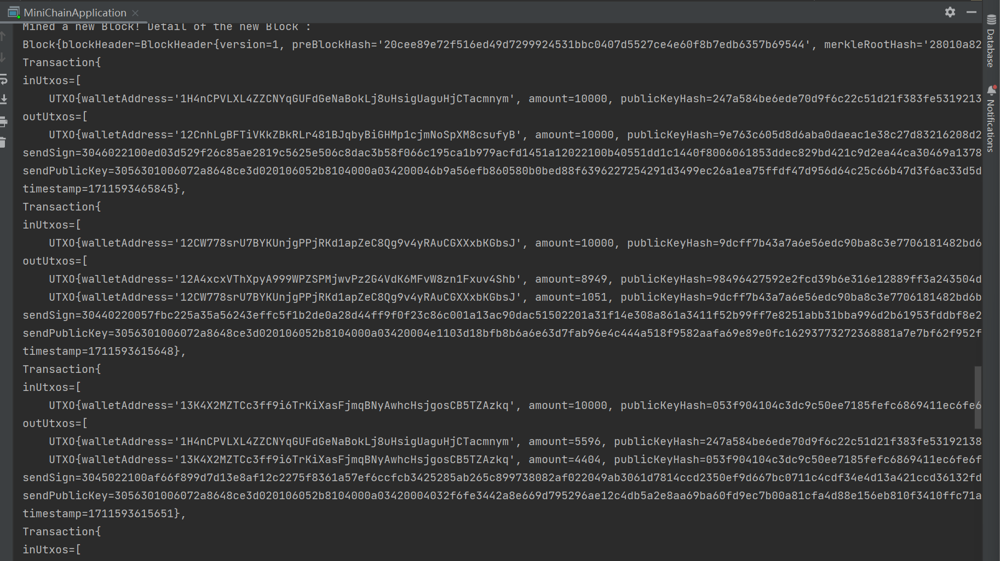 MiniChainApplication
Mined a new Block! Detail of the new Block :
Block{blockHeader=BlockHeader{version=1, preBlockHash='20cee89e72f516ed49d7299924531bbc0407d5527ce4e60f8b7edb6357b69544', merkleRootHash='28010a82
Transaction{
inUtxos=[
UTXO{walletAddress='1H4nCPVLXL4ZZCNYqGUFdGeNaBokLj8uHsigUaguHjCTacmnym', amount=10000, publicKeyHash=247a584be6ede70d9f6c22c51d21f383fe5319213
outUtxos=[
UTXO{walletAddress='12CnhLgBFTiVKkZBkRLr481BJqbyBiGHMp1cjmNoSpXM8csufyB', amount=10000, publicKeyHash=9e763c605d8d6aba0daeac1e38c27d83216208d2
sendSign=3046022100ed03d529f26c85ae2819c5625e506c8dac3b58f066c195ca1b979acfd1451a12022100b40551dd1c1440f8006061853ddec829bd421c9d2ea44ca30469a1378
sendPublicKey=3056301006072a8648ce3d020106052b8104000a034200046b9a56efb860580b0bed88f6396227254291d3499ec26a1ea75ffdf47d956d64c25c66b47d3f6ac33d5d
timestamp=1711593465845},
Transaction{
inUtxos=[
UTXO{walletAddress='12CW778srU7BYKUnjgPPjRKd1apZeC8Qg9v4yRAuCGXXxbKGbsJ', amount=10000, publicKeyHash=9dcff7b43a7a6e56edc90ba8c3e7706181482bd6
outUtxos=[
UTXO{walletAddress='12A4xcxVThXpyA999WPZSPMjwvPz2G4VdK6MFvW8zn1Fxuv4Shb', amount=8949, publicKeyHash=98496427592e2fcd39b6e316e12889ff3a243504d
UTXO{walletAddress='12CW778srU7BYKUnjgPPjRKd1apZeC8Qg9v4yRAuCGXXxbKGbsJ', amount=1051, publicKeyHash=9dcff7b43a7a6e56edc90ba8c3e7706181482bd6b
sendSign=30440220057fbc225a35a56243effc5f1b2de0a28d44ff9f0f23c86c001a13ac90dac51502201a31f14e308a861a3411f52b99ff7e8251abb31bba996d2b61953fddbf8e2
sendPublicKey=3056301006072a8648ce3d020106052b8104000a03420004e1103d18bfb8b6a6e63d7fab96e4c444a518f9582aafa69e89e0fc16293773272368881a7e7bf62f952f
timestamp=1711593615648},
Transaction{
inUtxos=[
UTXO{walletAddress='13K4X2MZTCc3ff9i6TrKiXasFjmqBNyAwhcHsjgosCB5TZAzkq', amount=10000, publicKeyHash=053f904104c3dc9c50ee7185fefc6869411ec6fe6
outUtxos=[
UTXO{walletAddress='1H4nCPVLXL4ZZCNYqGUFdGeNaBokLj8uHsigUaguHjCTacmnym', amount=5596, publicKeyHash=247a584be6ede70d9f6c22c51d21f383fe53192138
UTXO{walletAddress='13K4X2MZTCc3ff9i6TrKiXasFjmqBNyAwhcHsjgosCB5TZAzkq', amount=4404, publicKeyHash=053f904104c3dc9c50ee7185fefc6869411ec6fe6f
sendSign=3045022100af66f899d7d13e8af12c2275f8361a57ef6ccfcb3425285ab265c899738082af022049ab3061d7814ccd2350ef9d667bc0711c4cdf34e4d13a421ccd36132fd
sendPublicKey=3056301006072a8648ce3d020106052b8104000a03420004032f6fe3442a8e669d795296ae12c4db5a2e8aa69ba60fd9ec7b00a81cfa4d88e156eb810f3410ffc71a
timestamp=1711593615651},
Transaction{
inUtxos=[
Database
Notifications